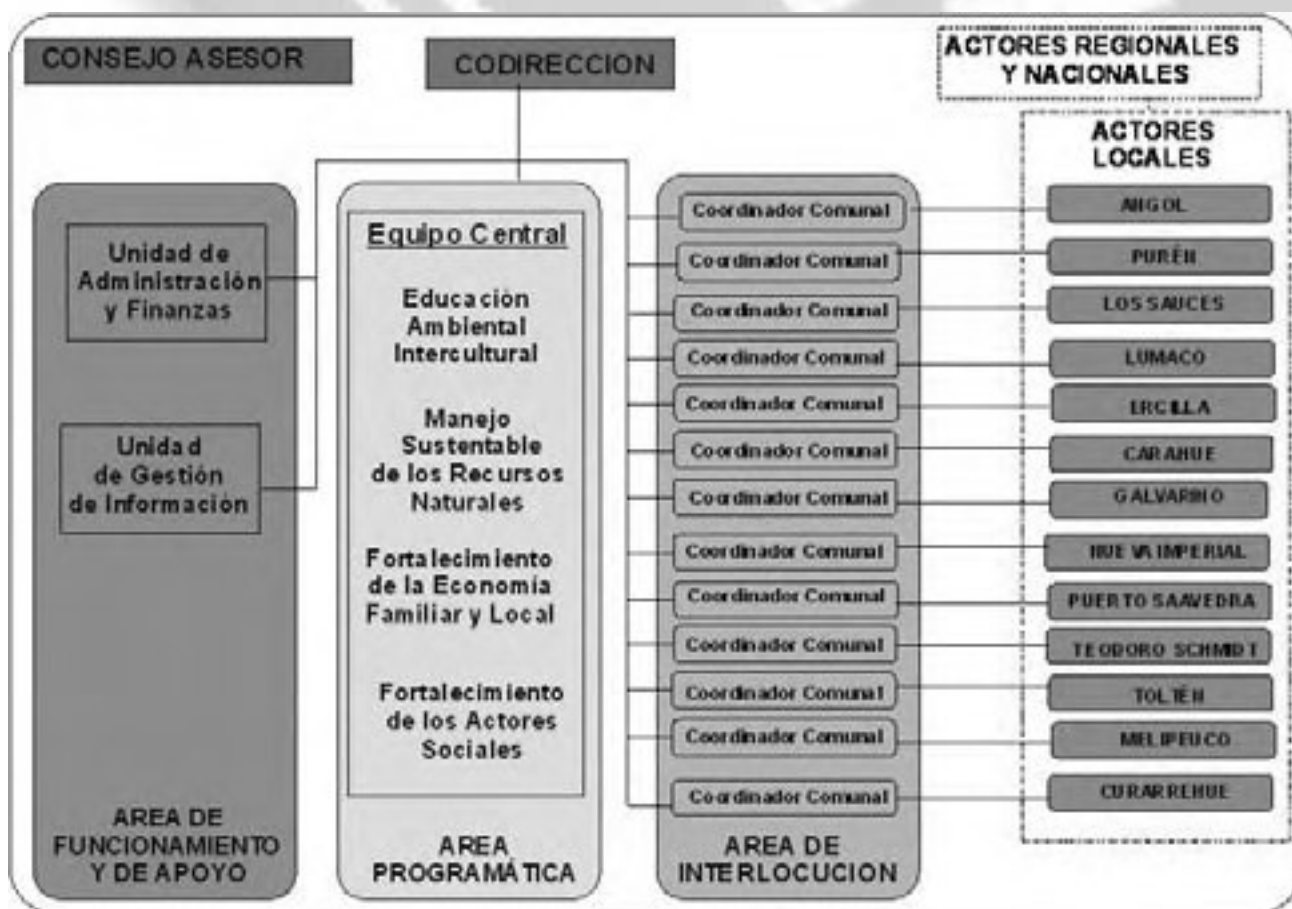 CONSEJO ASESOR
CODIRECCION
ACTORES REGIONALES
Y NACIONALES
ACTORES
LOCALES
Unidad de
Administración
y Finanzas
Unidad
de Gestión
de Información
AREA DE
FUNCIONAMIENTO
Y DE APOYO
Equipo Central
Educación
Ambiental
Intercultural
Manejo
Sustentable
de los Recursos
Naturales
Fortalecimiento
de la Economía
Familiar y Local
Fortalecimiento
de los Actores
Sociales
AREA
PROGRAMÁTICA
Coordinador Comunal
Coordinador Comunal
Coordinador Comunal
Coordinador Comunal
Coordinador Comunal
Coordinador Comunal
Coordinador Comunal
Coordinador Comunal
Coordinador Comunal
Coordinador Comunal
Coordinador Comunal
Coordinador Comunal
Coordinador Comunal
AREA DE
INTERLOCUCION
ANGOL
PURÉN
LOS SAUCES
LUMACO
ERCILLA
CARAHUE
GALVARINO
NUEVA IMPERIAL
PUERTO SAAVEDRA
TEODORO SCHMIDT
TOLTÉN
MELIPEUCO
CURARREHUE